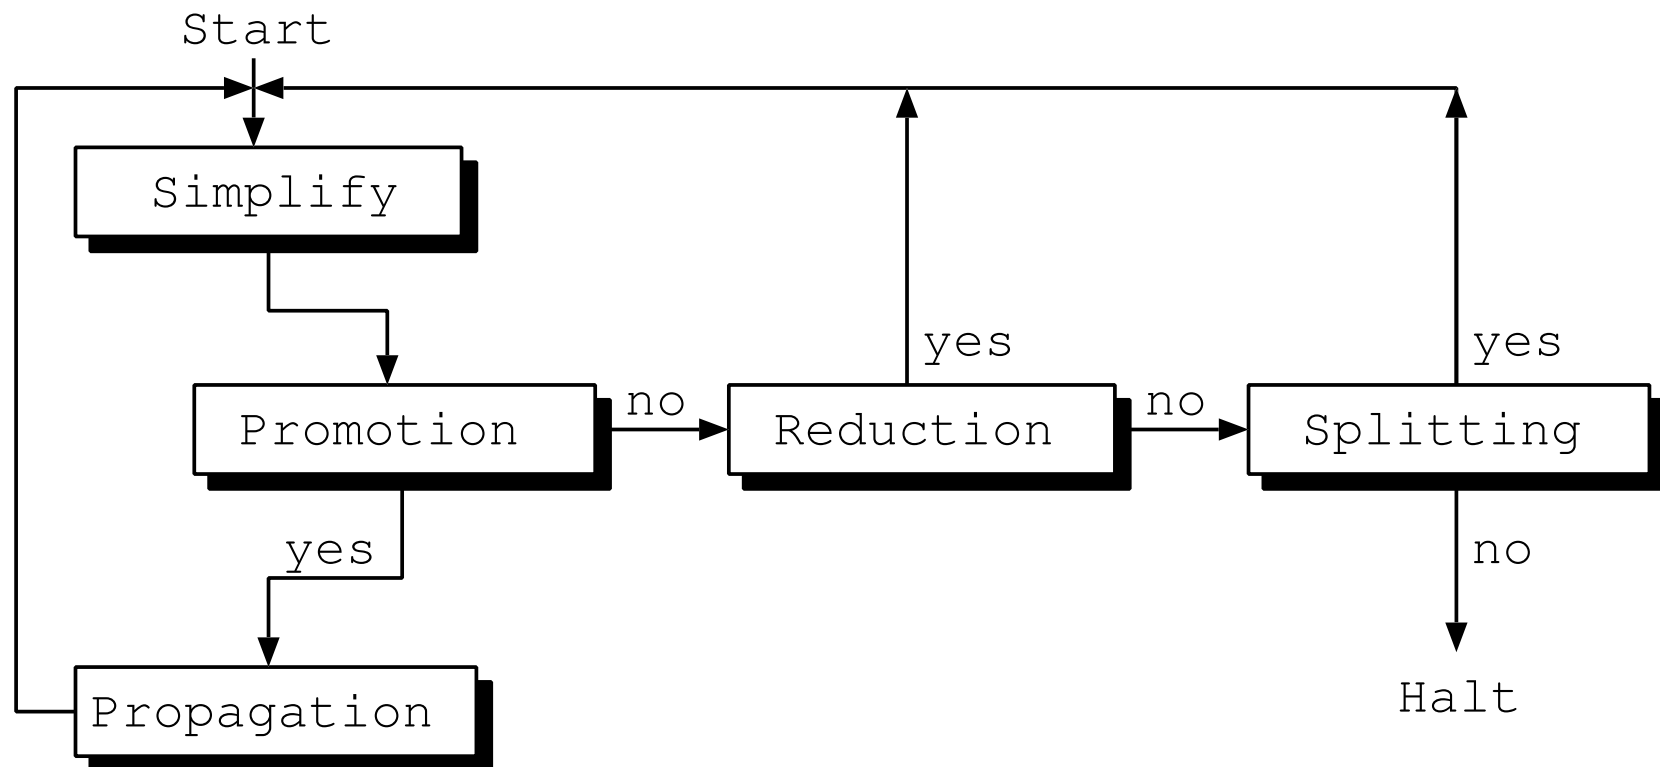 Start
Simplify
yes
yes
no
no
Promotion
Reduction
Splitting
yes
no
Halt
Propagation